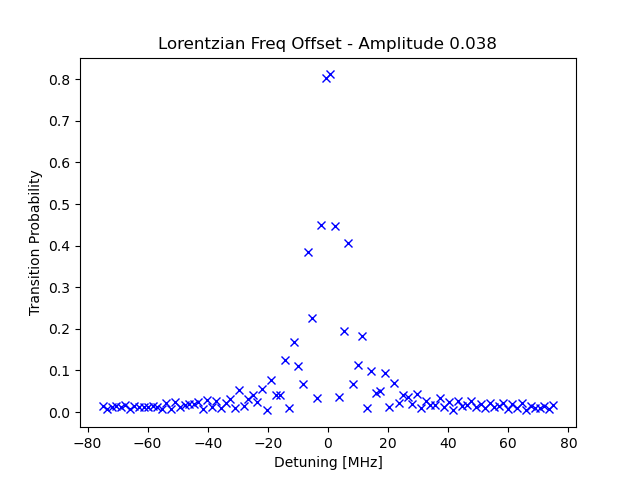 Lorentzian Freq Offset - Amplitude 0.038
0.8
0.7
0.6
0.5
0.4
0.3
0.2
0.1
0.0
Transition Probability
−80 −60 −40 −20 0 20 40 60 80
Detuning [MHz]